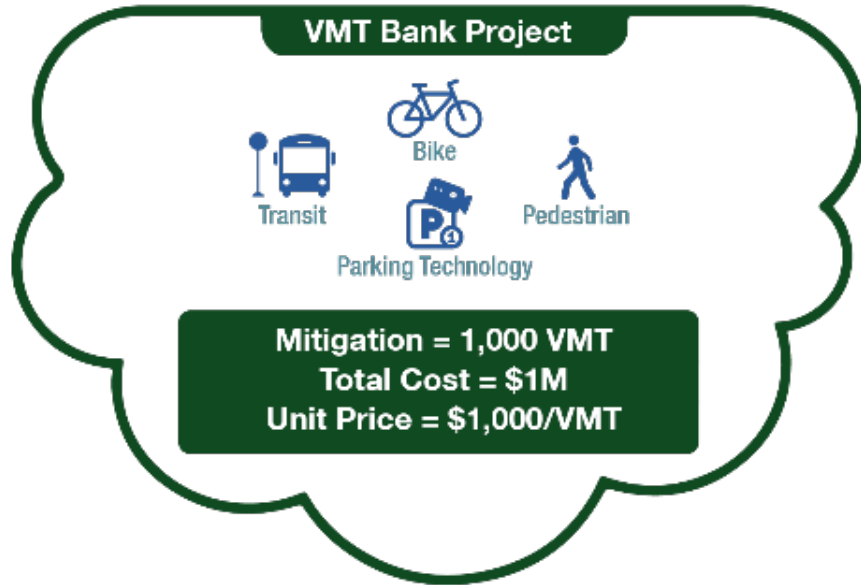 VMT Bank Project
Bike
Transit
Pedestrian
P
1
Parking Technology
Mitigation = 1,000 VMT
Total Cost = $1M
Unit Price = $1,000/VMT